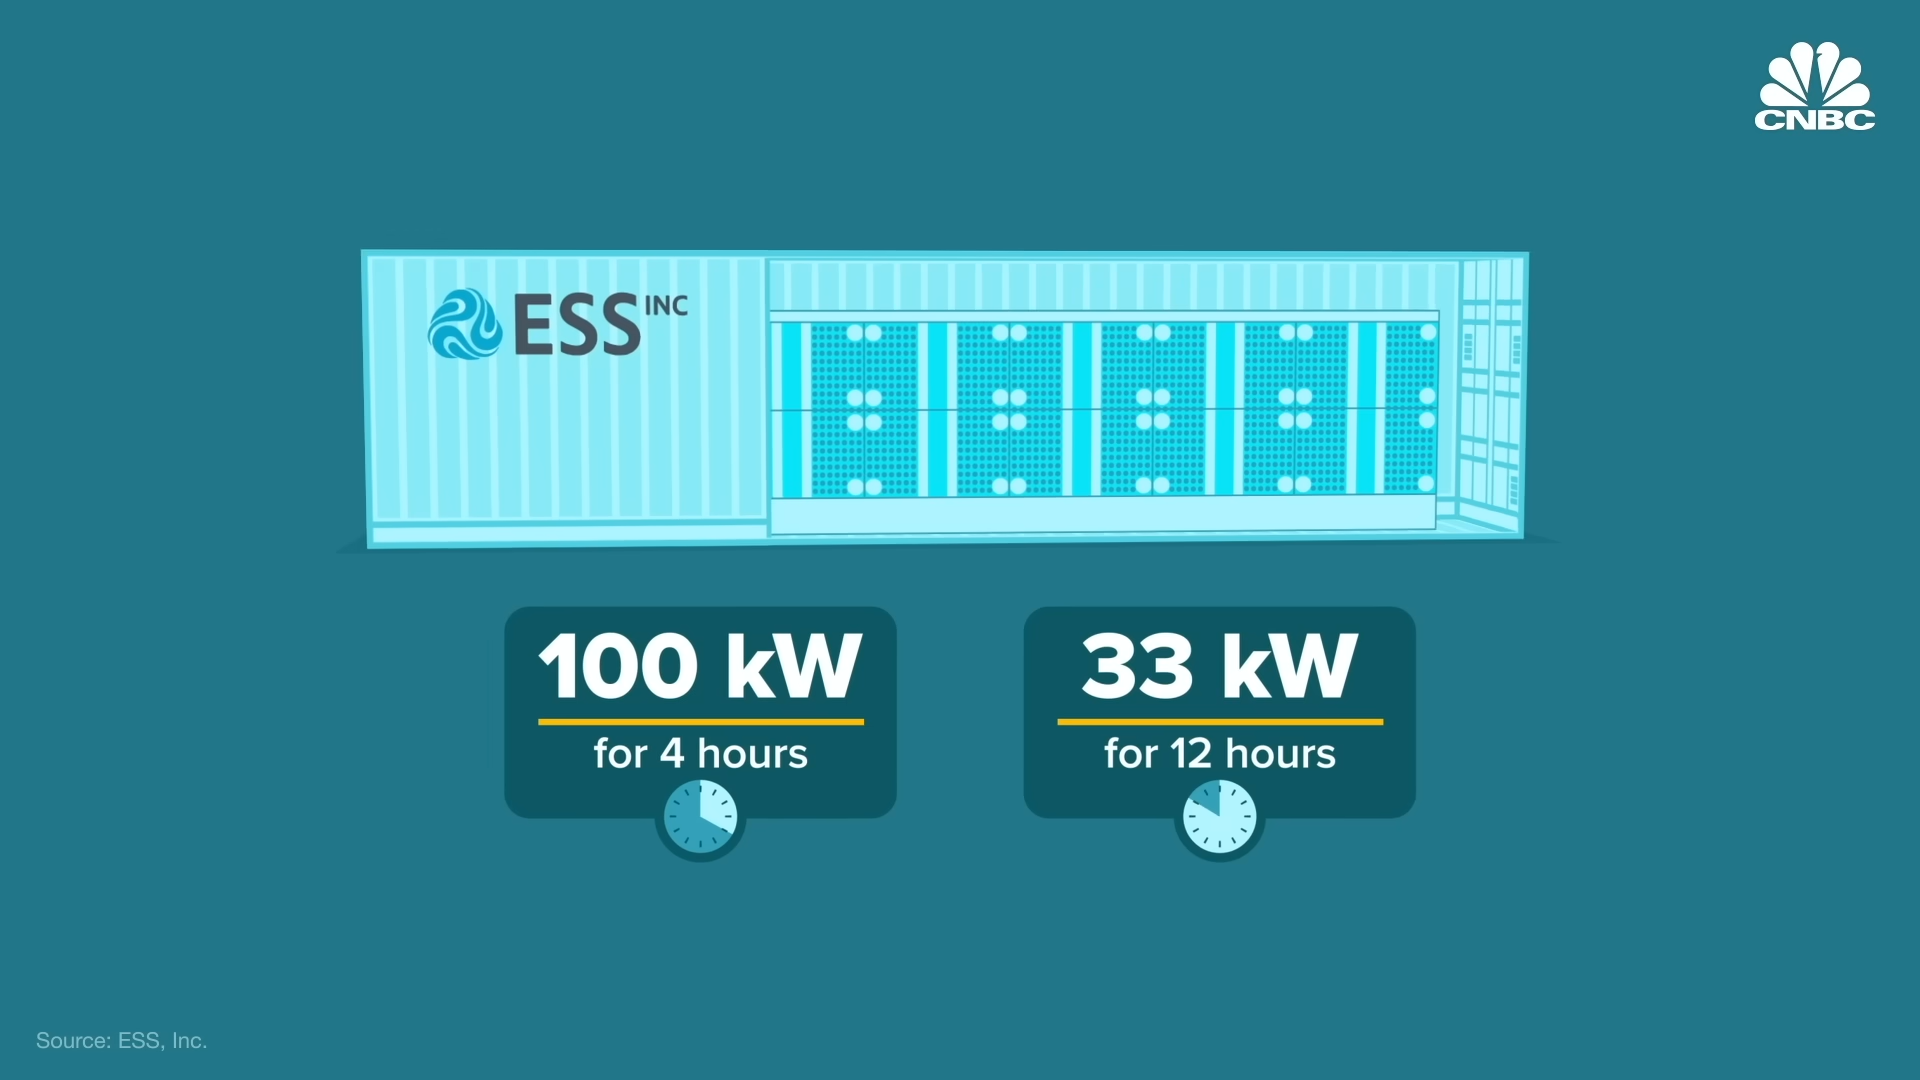 CNBC
ESS INC
100 kW
for 4 hours
33 kW
for 12 hours
Source: ESS, Inc.